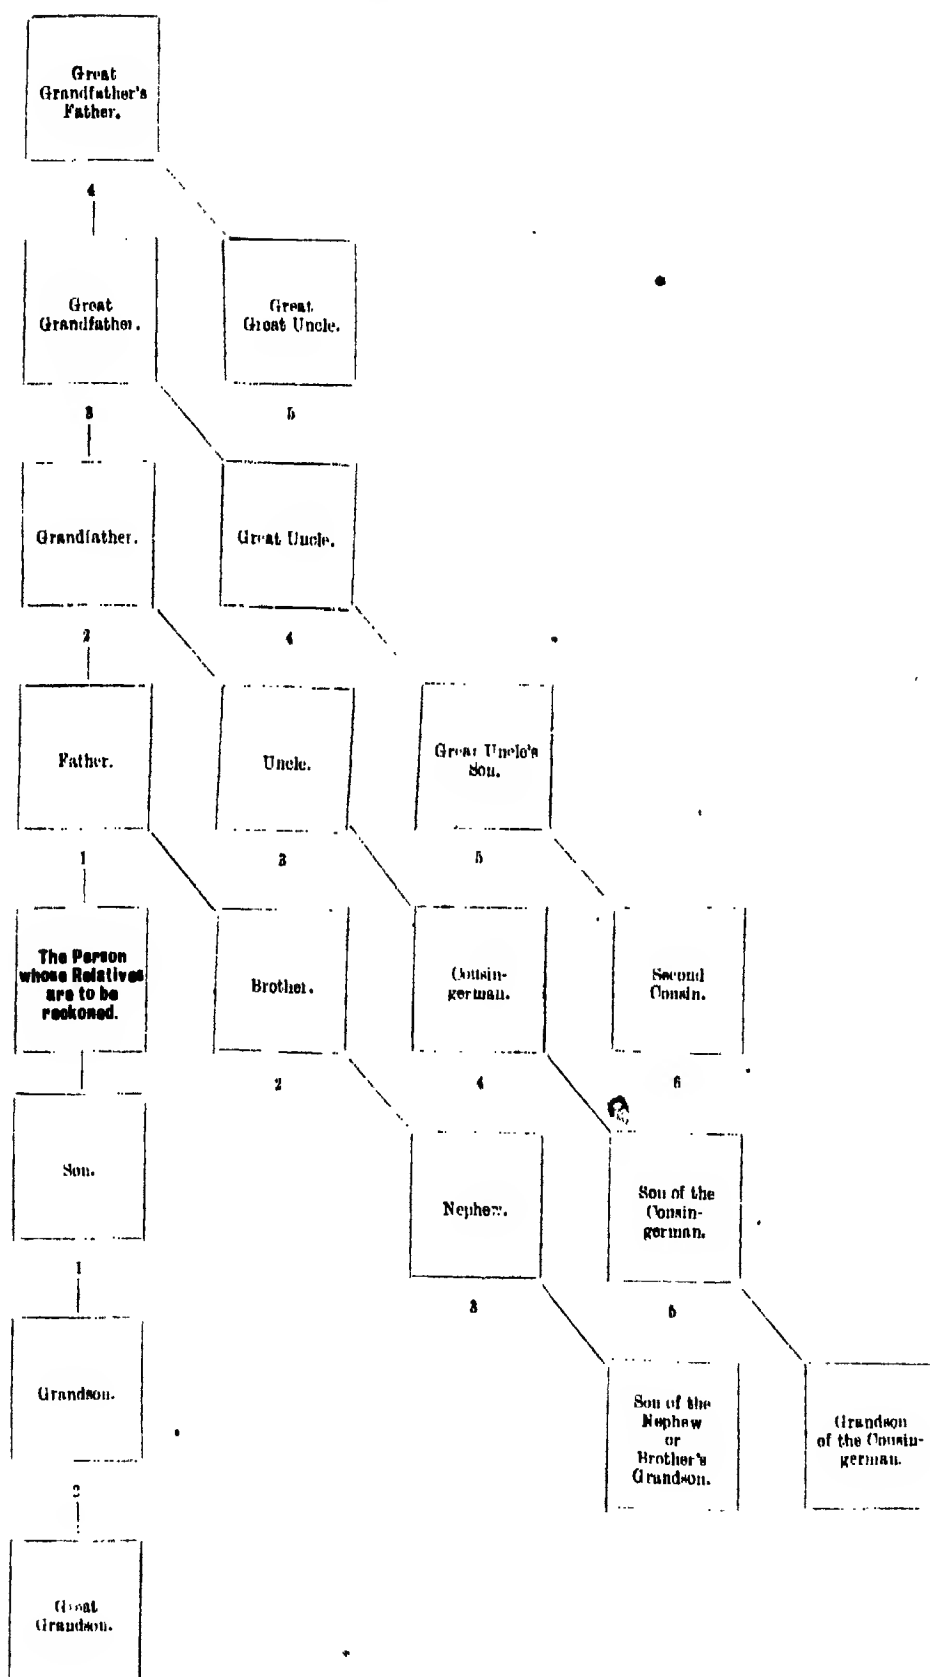 Great
Grandfather's
Father.
4
Great
Grandfather.
Great
Great Uncle.
3
5
Grandfather.
Great Uncle.
2
4
Father.
Uncle.
Great Uncle's
Son.
1
3
5
The Person
whose Relatives
are to be
reckoned.
Brother.
Cousin-
german.
Second
Cousin.
2
4
6
Son.
Nephew.
Son of the
Cousin-
german.
1
3
5
Grandson.
Son of the
Nephew
or
Brother's
Grandson.
Grandson
of the Cousin-
german.
2
Great
Grandson.